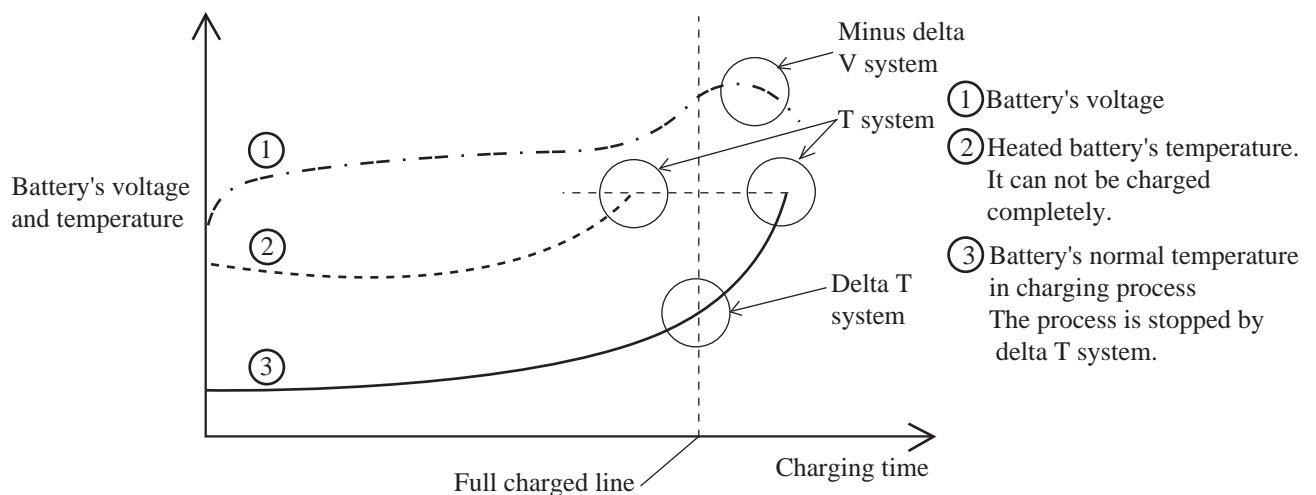 Minus delta
V system
T system
① Battery's voltage
② Heated battery's temperature.
It can not be charged
completely.
③ Battery's normal temperature
in charging process
The process is stopped by
delta T system.
Battery's voltage
and temperature
①
②
③
Delta T
system
Full charged line
Charging time